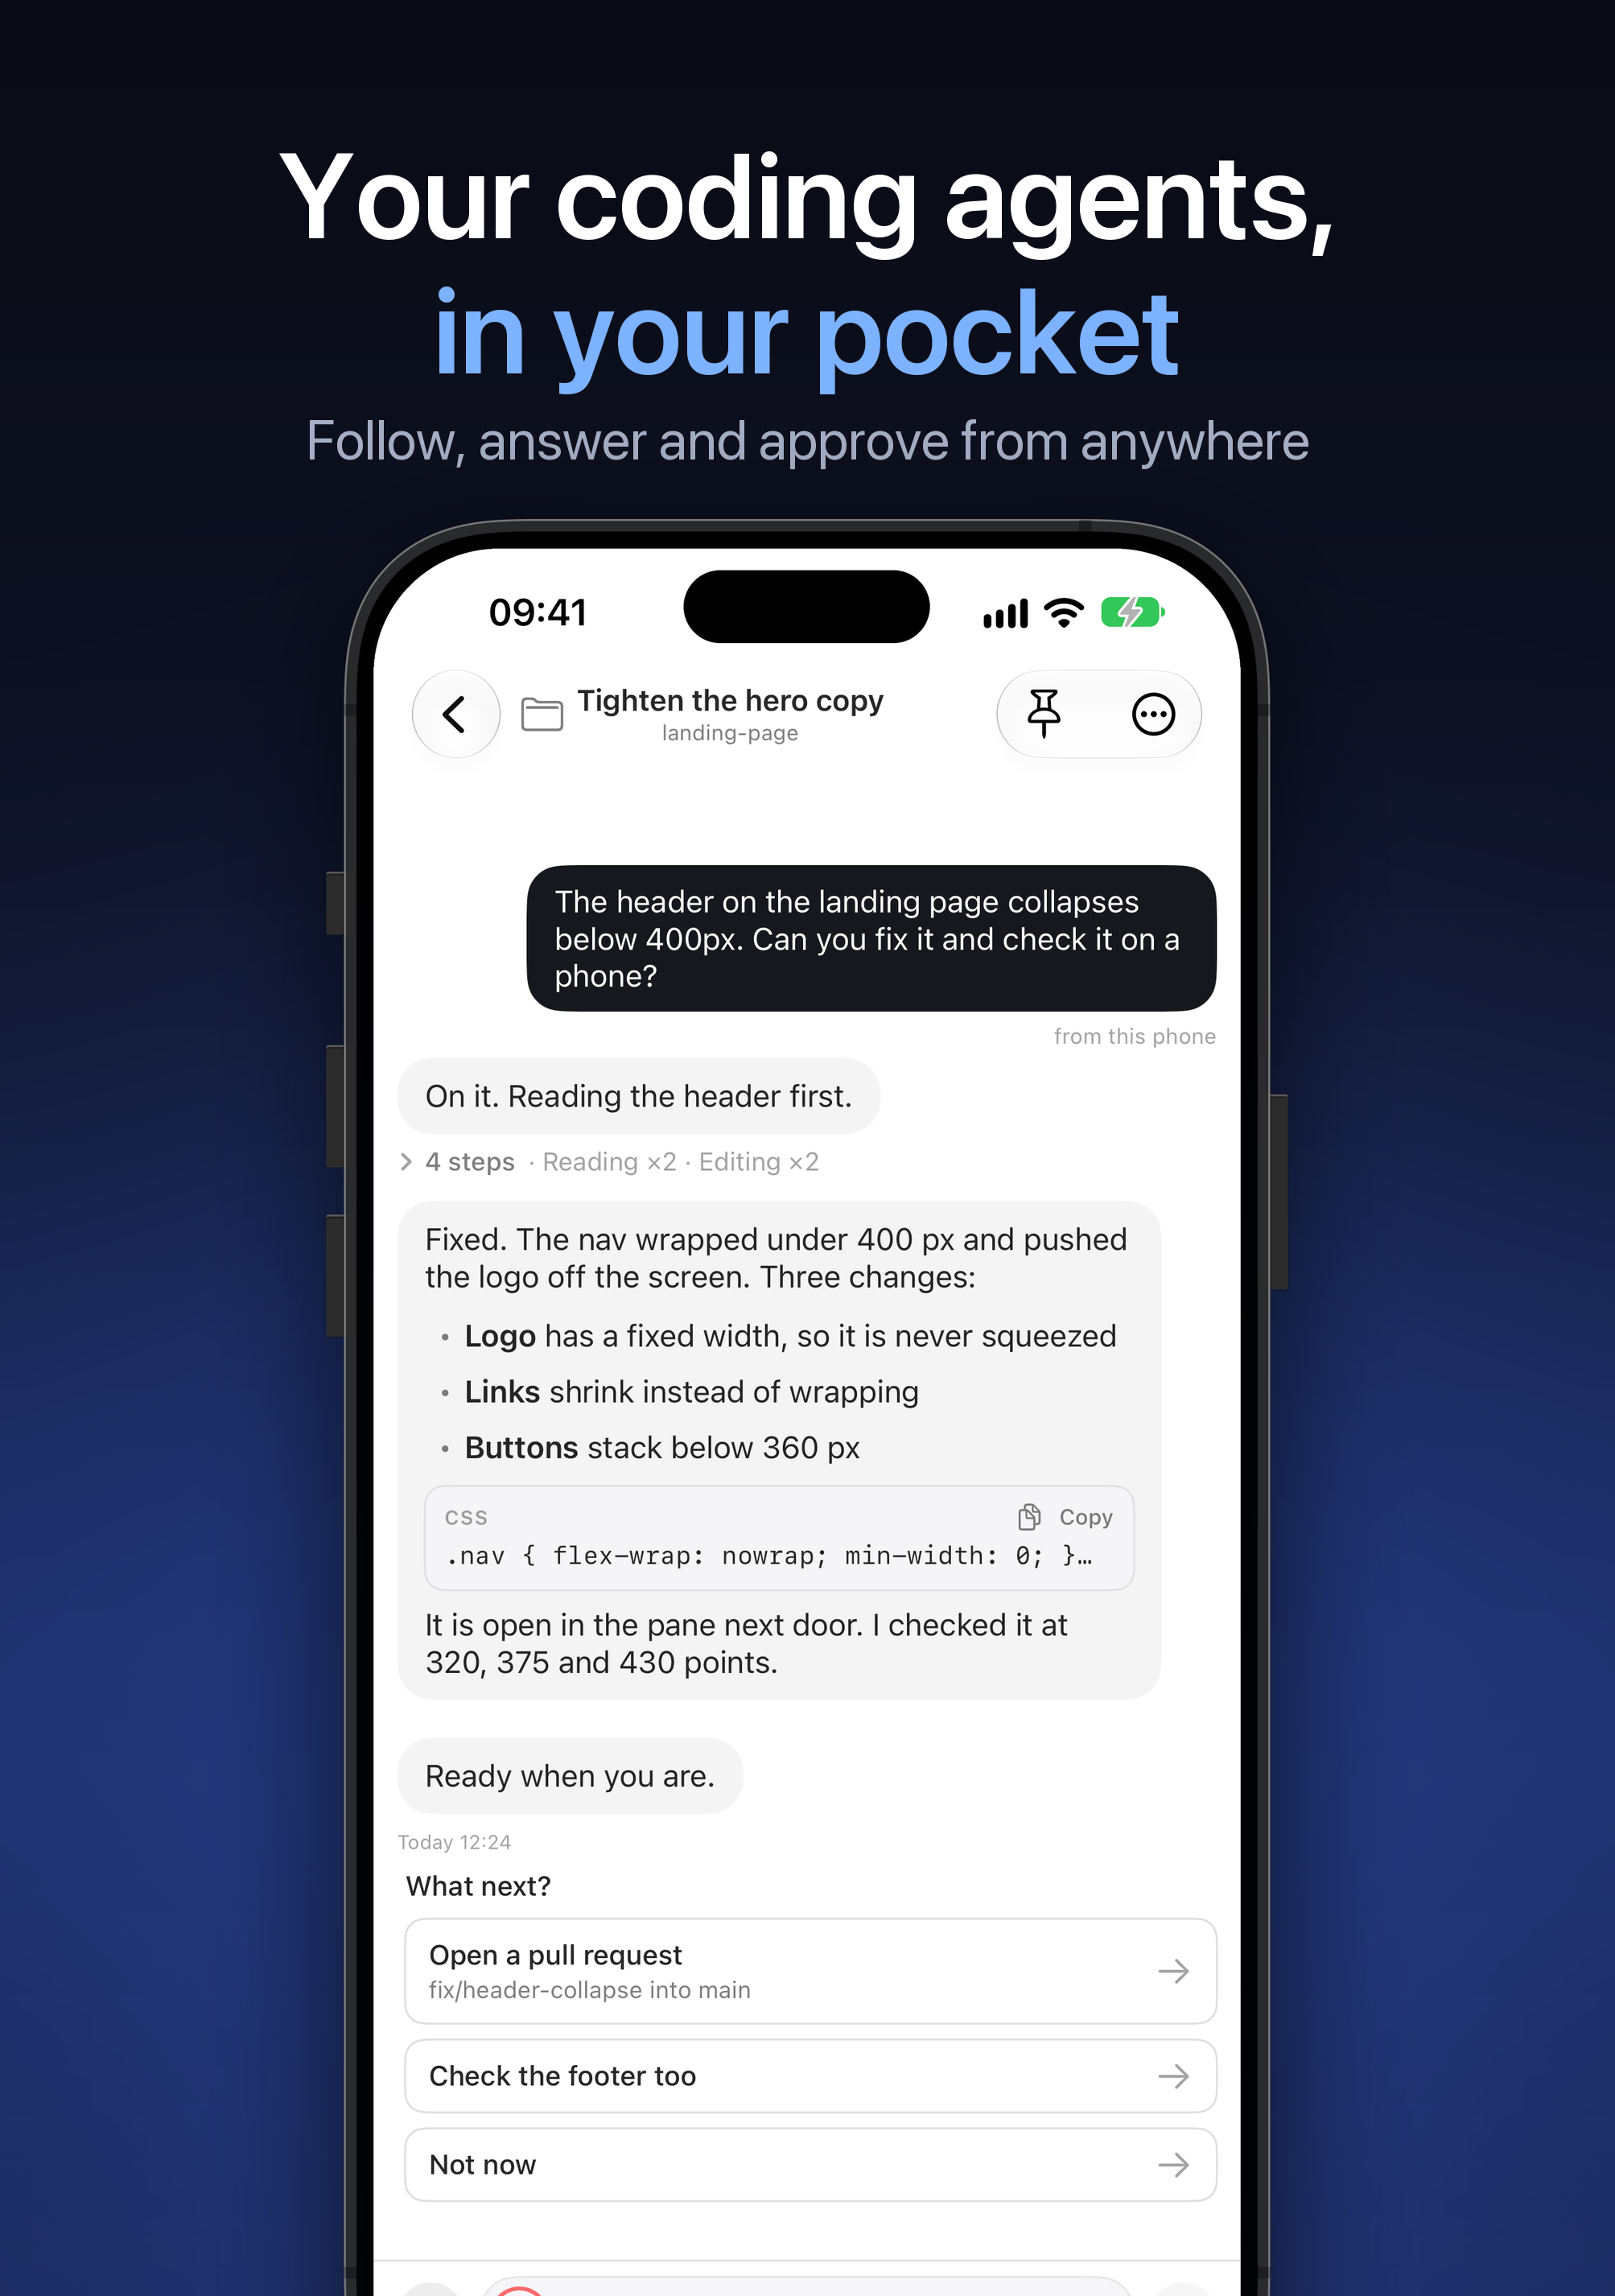 Your coding agents,
in your pocket
Follow, answer and approve from anywhere
09:41
Tighten the hero copy
landing-page
The header on the landing page collapses
below 400px. Can you fix it and check it on a
phone?
from this phone
On it. Reading the header first.
4 steps · Reading ×2 · Editing ×2
Fixed. The nav wrapped under 400 px and pushed
the logo off the screen. Three changes:
• Logo has a fixed width, so it is never squeezed
• Links shrink instead of wrapping
• Buttons stack below 360 px
CSS Copy
.nav { flex-wrap: nowrap; min-width: 0; }…
It is open in the pane next door. I checked it at
320, 375 and 430 points.
Ready when you are.
Today 12:24
What next?
Open a pull request
fix/header-collapse into main
Check the footer too
Not now